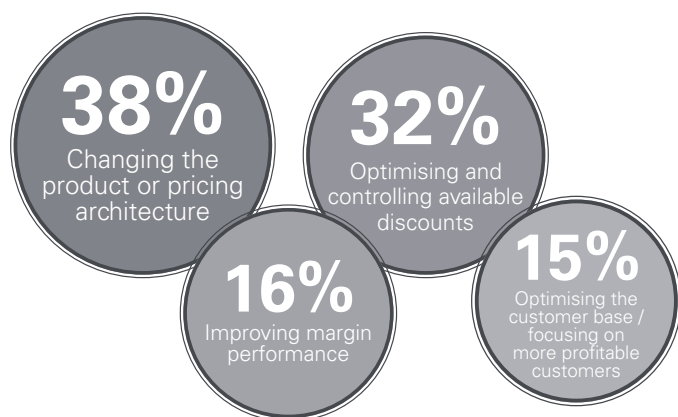 38%
Changing the
product or pricing
architecture
32%
Optimising and
controlling available
discounts
16%
Improving margin
performance
15%
Optimising the
customer base /
focusing on
more profitable
customers